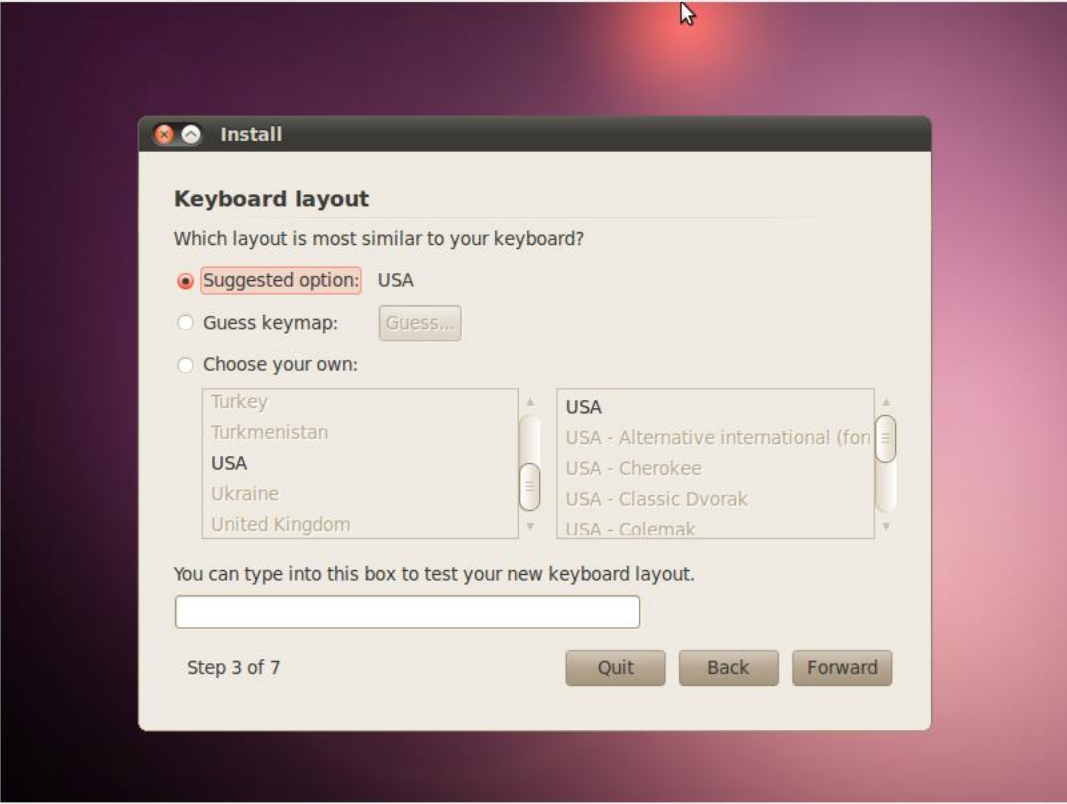 Install
Keyboard layout
Which layout is most similar to your keyboard?
Suggested option: USA
Guess keymap: Guess...
Choose your own:
Turkey
Turkmenistan
USA
Ukraine
United Kingdom
USA
USA - Alternative international (for
USA - Cherokee
USA - Classic Dvorak
USA - Colemak
You can type into this box to test your new keyboard layout.
Step 3 of 7
Quit Back Forward